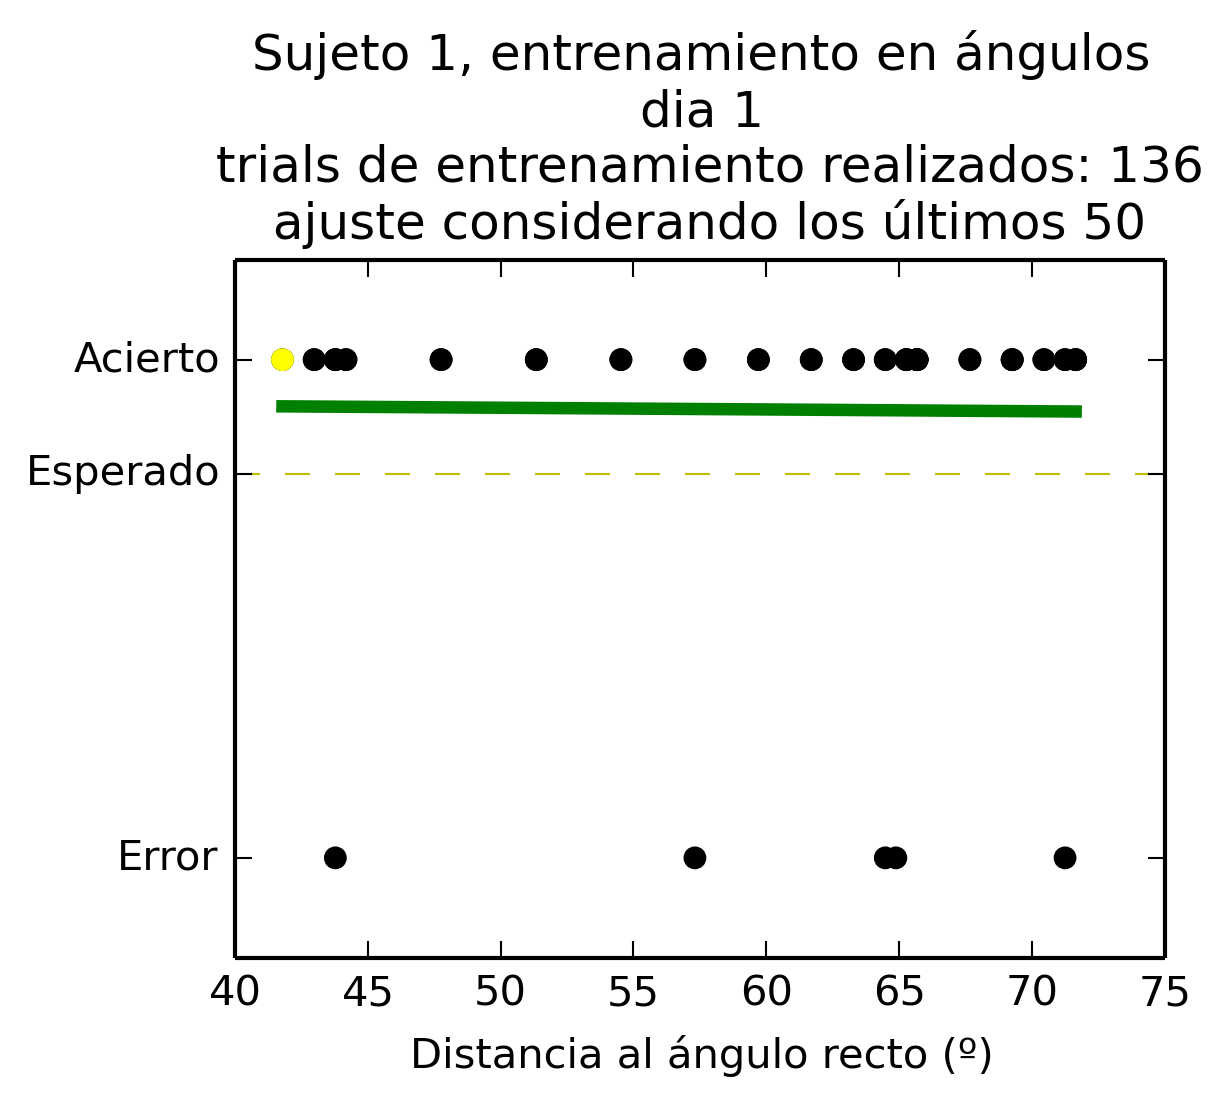 Sujeto 1, entrenamiento en ángulos
dia 1
trials de entrenamiento realizados: 136
ajuste considerando los últimos 50
Acierto
Esperado
Error
40 45 50 55 60 65 70 75
Distancia al ángulo recto (º)